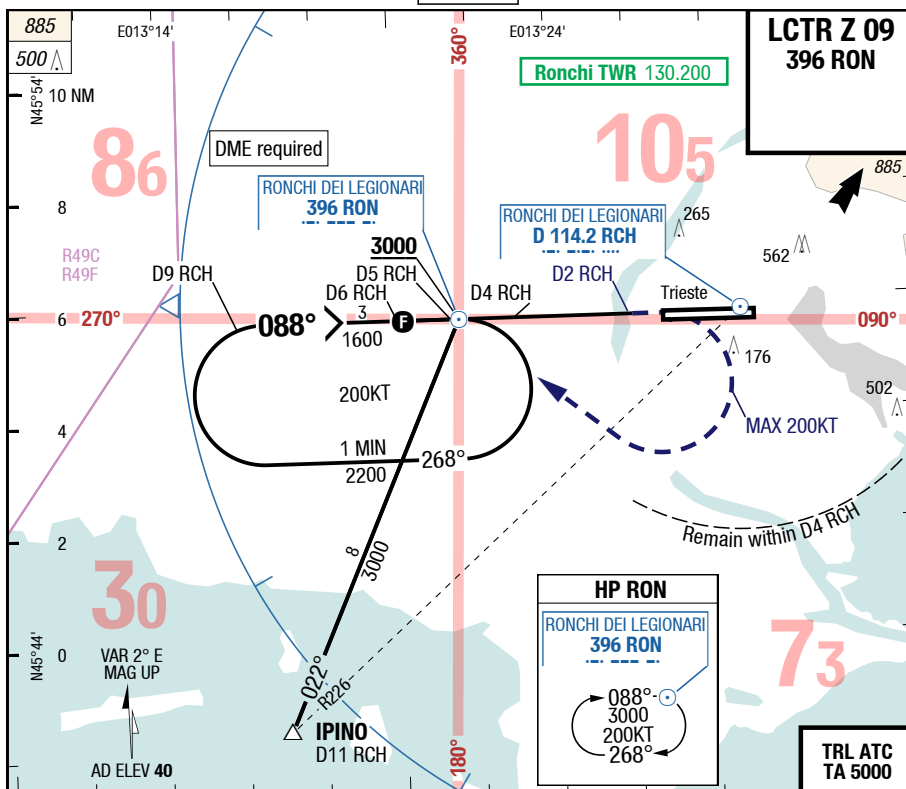 885
500
E013°14'
360°
E013°24'
LCTR Z 09
396 RON
Ronchi TWR 130.200
N45°54'
10 NM
DME required
86
105
885
RONCHI DEI LEGIONARI
396 RON
RONCHI DEI LEGIONARI
D 114.2 RCH
8
265
562
R49C
R49F
3000
D9 RCH
D5 RCH
D6 RCH
D4 RCH
D2 RCH
Trieste
270°
6
088°
3
F
1600
090°
176
200KT
502
MAX 200KT
4
1 MIN
268°
2200
Remain within D4 RCH
2
8
3000
30
HP RON
RONCHI DEI LEGIONARI
396 RON
73
N45°44'
0
VAR 2° E
MAG UP
022°
R226
088°
3000
200KT
268°
IPINO
D11 RCH
180°
AD ELEV 40
TRL ATC
TA 5000